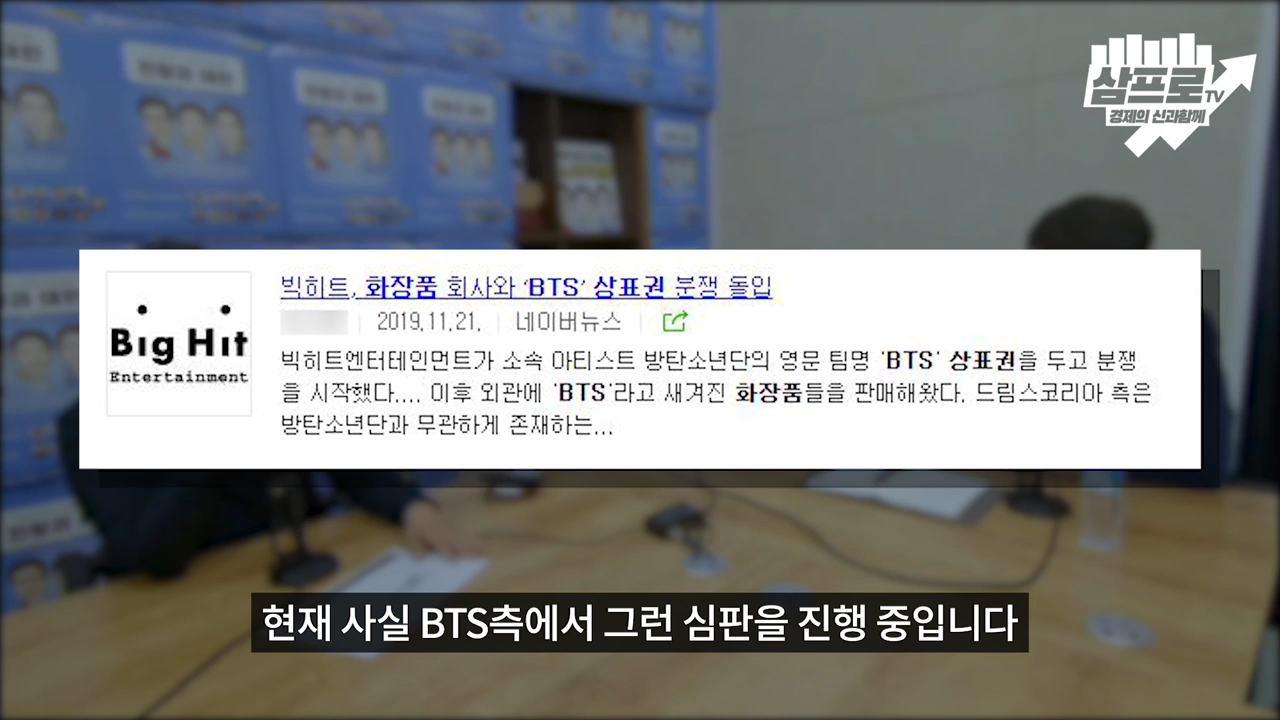 삼프로TV
경제의 신과함께
빅히트, 화장품 회사와 ‘BTS’ 상표권 분쟁 돌입
2019.11.21. 네이버뉴스
Big Hit
Entertainment
빅히트엔터테인먼트가 소속 아티스트 방탄소년단의 영문 팀명 'BTS' 상표권을 두고 분쟁
을 시작했다.... 이후 외관에 'BTS'라고 새겨진 화장품들을 판매해왔다. 드림스코리아 측은
방탄소년단과 무관하게 존재하는...
현재 사실 BTS측에서 그런 심판을 진행 중입니다